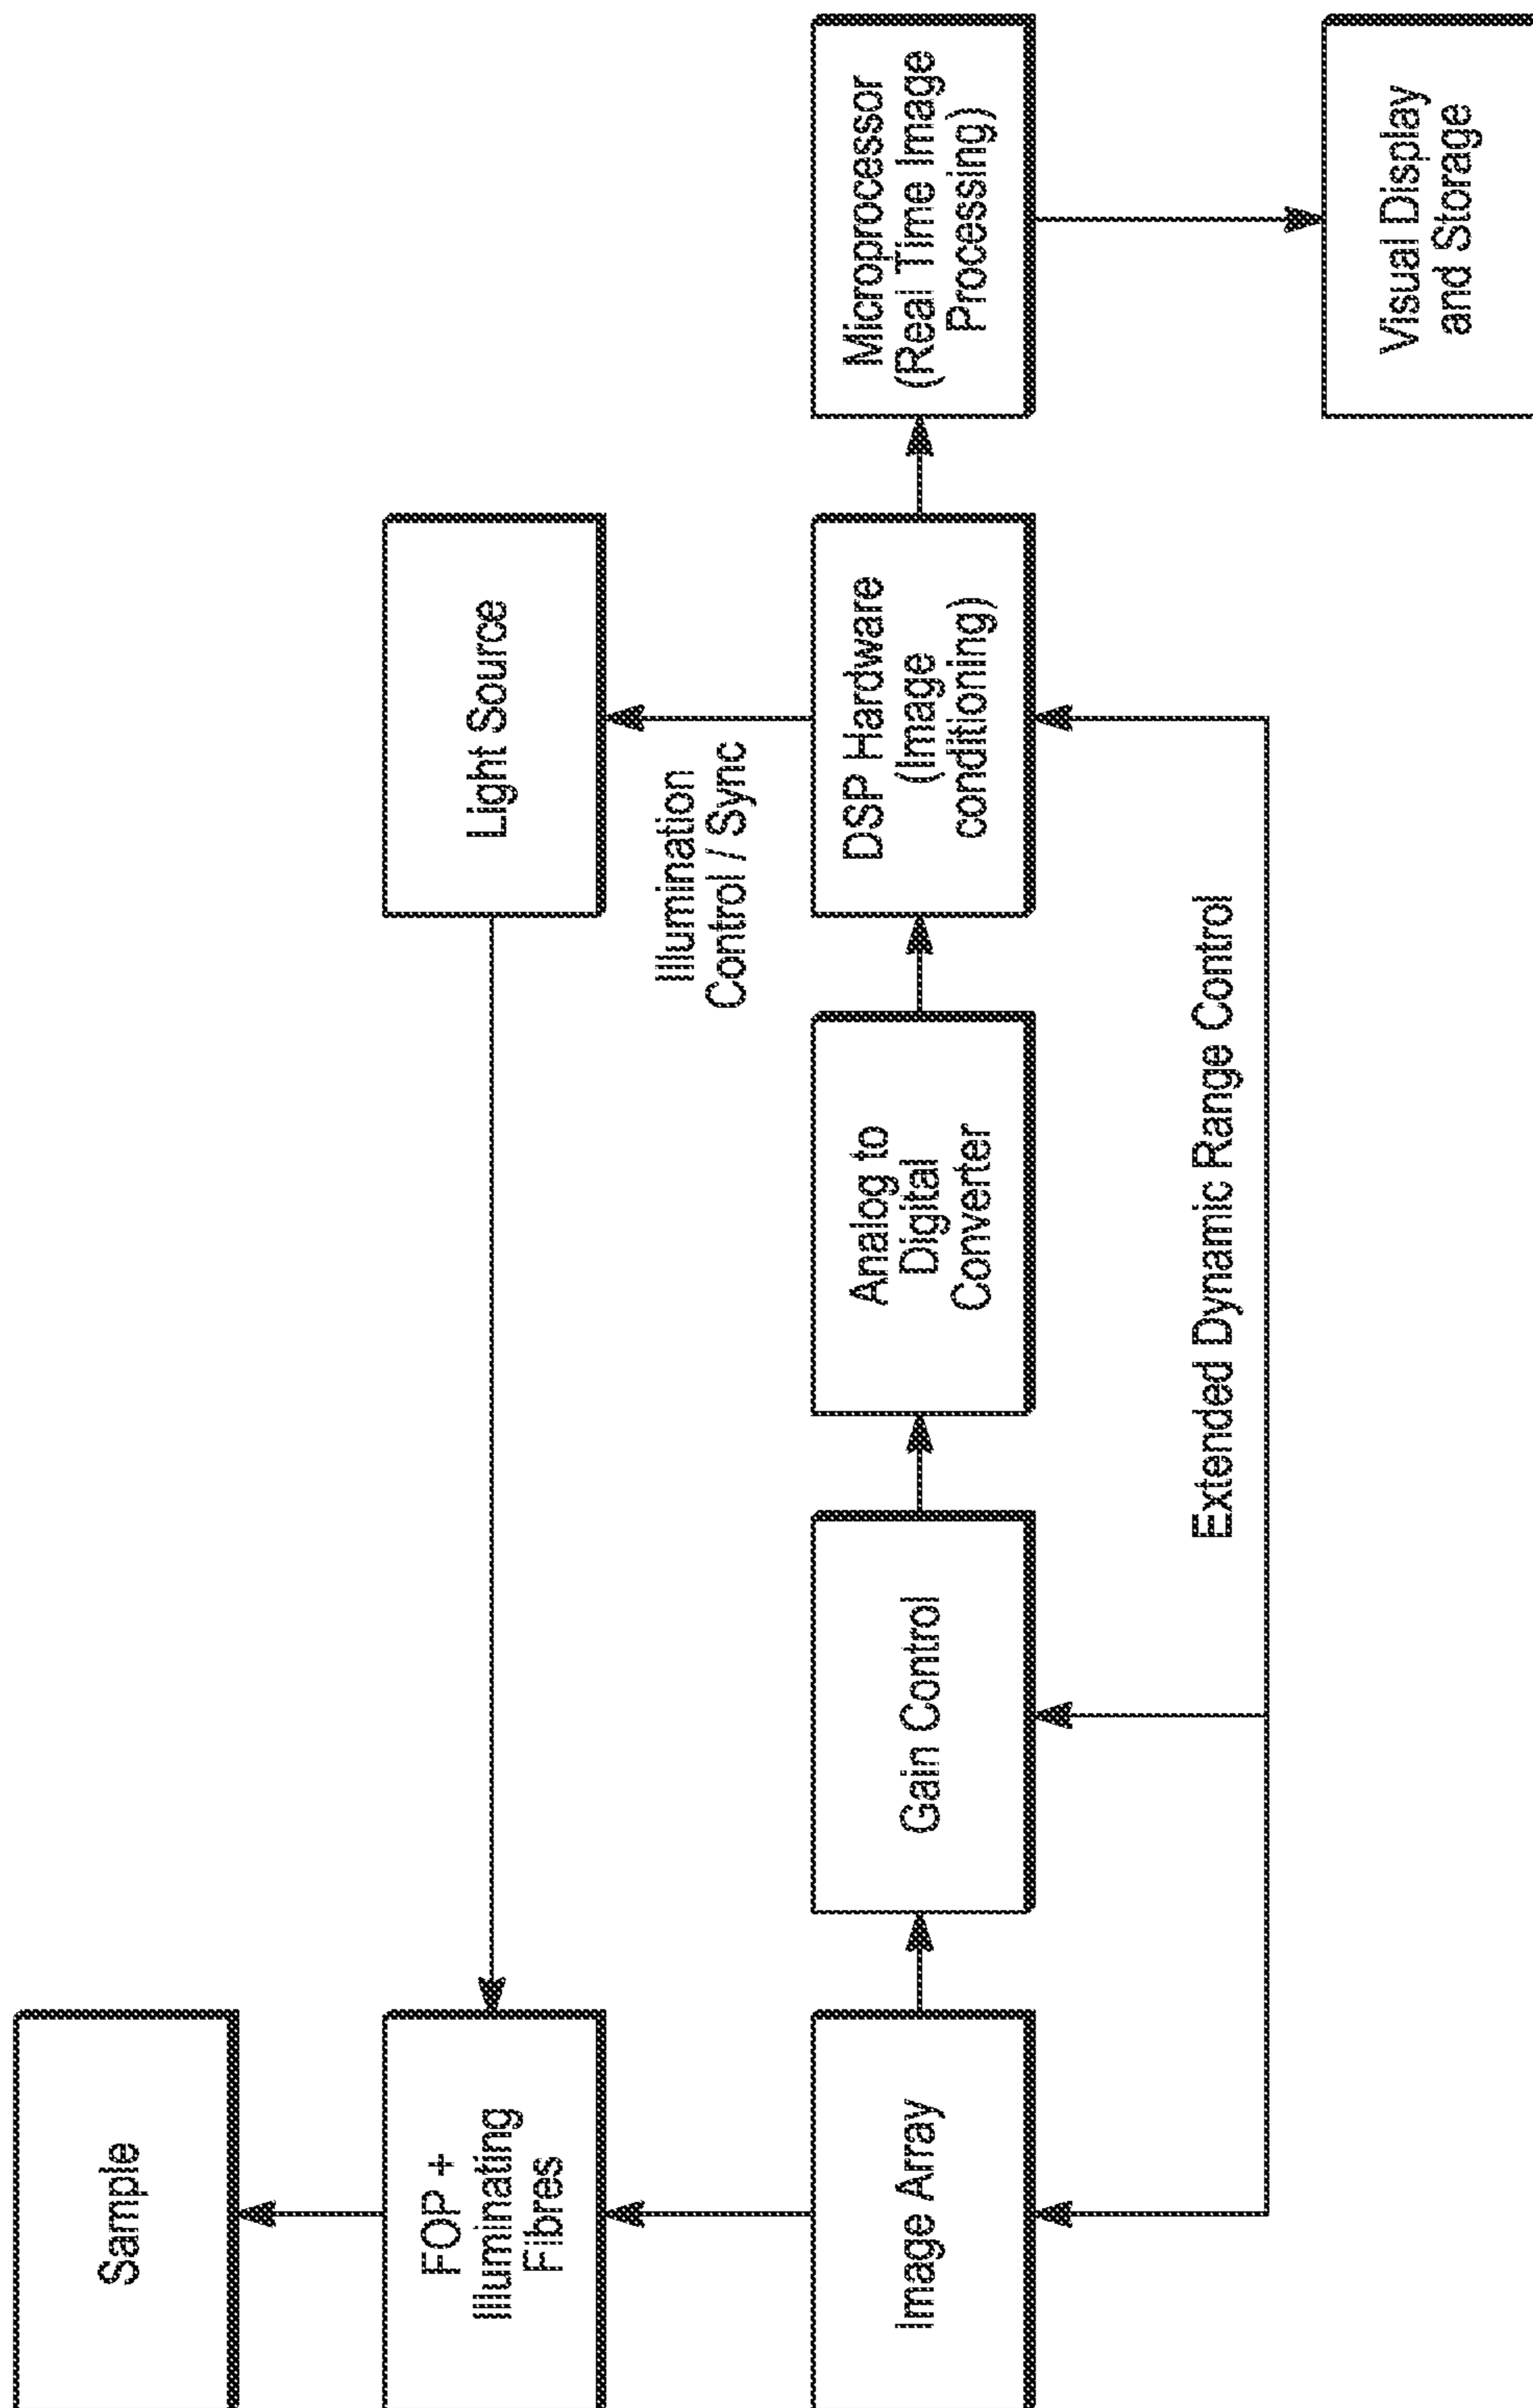 Sample
FOP +
Illuminating
Fibres
Light Source
Illumination
Control / Sync
Image Array
Gain Control
Analog to
Digital
Converter
DSP Hardware
(Image
conditioning)
Microprocessor
(Real Time Image
Processing)
Extended Dynamic Range Control
Visual Display
and Storage